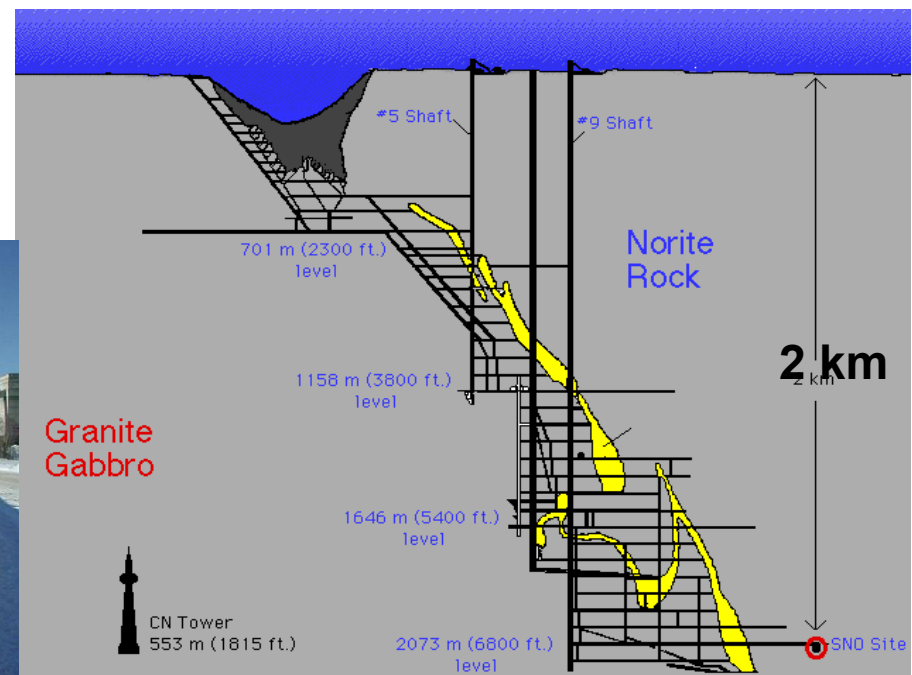 #5 Shaft
#9 Shaft
701 m (2300 ft.)
level
Norite
Rock
2 km
2 km
1158 m (3800 ft.)
level
Granite
Gabbro
1646 m (5400 ft.)
level
CN Tower
553 m (1815 ft.)
2073 m (6800 ft.)
level
SNO Site